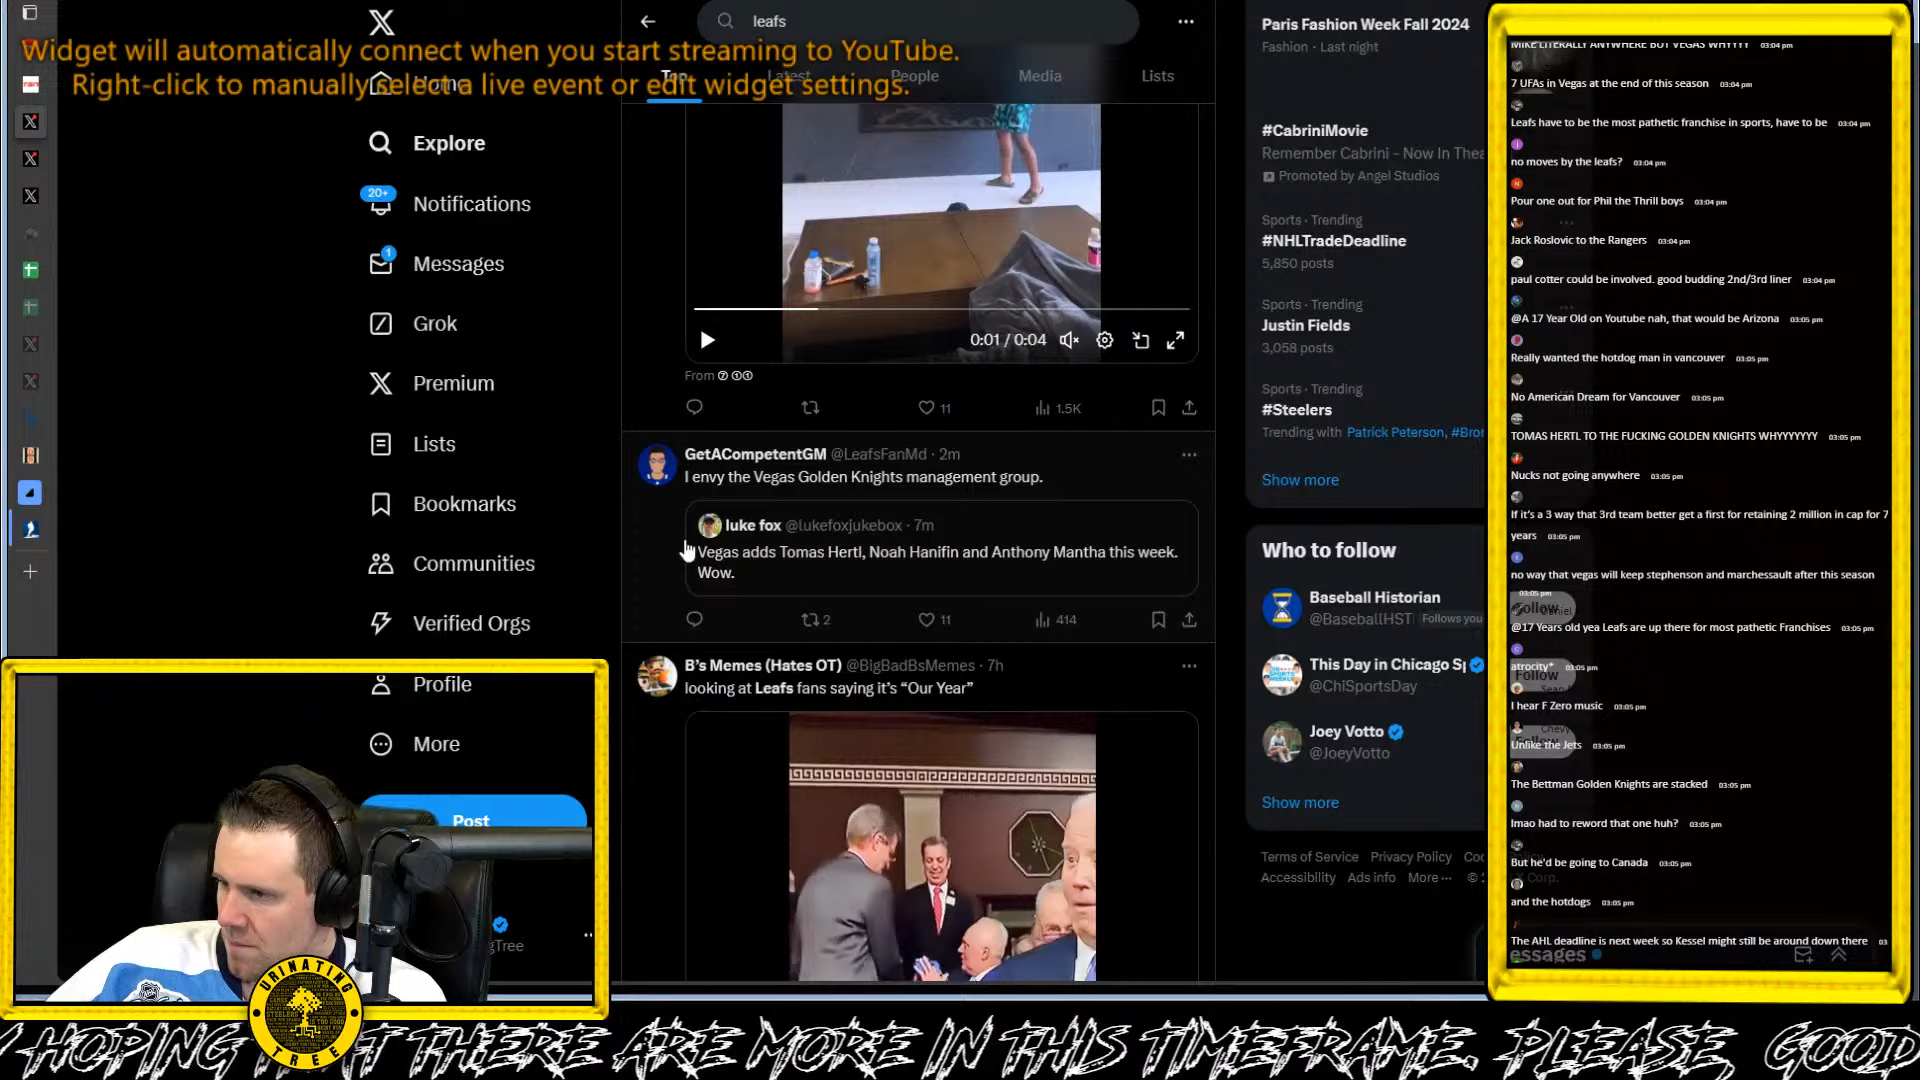 Widget will automatically connect when you start streaming to YouTube.
Right-click to manually select a live event or edit widget settings.
leafs
Top
Latest
People
Media
Lists
Explore
20+
Notifications
1
Messages
Grok
Premium
Lists
Bookmarks
Communities
Verified Orgs
Profile
More
Post
gTree
0:01 / 0:04
From
11
1.5K
GetACompetentGM @LeafsFanMd · 2m
I envy the Vegas Golden Knights management group.
luke fox @lukefoxjukebox · 7m
Vegas adds Tomas Hertl, Noah Hanifin and Anthony Mantha this week.
Wow.
2
11
414
B's Memes (Hates OT) @BigBadBsMemes · 7h
looking at Leafs fans saying it's "Our Year"
Paris Fashion Week Fall 2024
Fashion · Last night
#CabriniMovie
Remember Cabrini - Now In Thea
Promoted by Angel Studios
Sports · Trending
#NHLTradeDeadline
5,850 posts
Sports · Trending
Justin Fields
3,058 posts
Sports · Trending
#Steelers
Trending with Patrick Peterson, #Bro
Show more
Who to follow
Baseball Historian
@BaseballHST
Follows you
This Day in Chicago Sp
@ChiSportsDay
Joey Votto
@JoeyVotto
Show more
Terms of Service Privacy Policy Coo
Accessibility Ads info More
X Corp.
MIKE LITERALLY ANYWHERE BUT VEGAS WHYYYY 03:04 pm
7 UFAs in Vegas at the end of this season 03:04 pm
Leafs have to be the most pathetic franchise in sports, have to be 03:04 pm
no moves by the leafs? 03:04 pm
Pour one out for Phil the Thrill boys 03:04 pm
Jack Roslovic to the Rangers 03:04 pm
paul cotter could be involved. good budding 2nd/3rd liner 03:04 pm
@A 17 Year Old on Youtube nah, that would be Arizona 03:05 pm
Really wanted the hotdog man in vancouver 03:05 pm
No American Dream for Vancouver 03:05 pm
TOMAS HERTL TO THE FUCKING GOLDEN KNIGHTS WHYYYYYY 03:05 pm
Nucks not going anywhere 03:05 pm
If it's a 3 way that 3rd team better get a first for retaining 2 million in cap for 7
years 03:05 pm
no way that vegas will keep stephenson and marchessault after this season
03:05 pm
Follow
@17 Years old yea Leafs are up there for most pathetic Franchises 03:05 pm
atrocity* 03:05 pm
Follow
I hear F Zero music 03:05 pm
Unlike the Jets 03:05 pm
The Bettman Golden Knights are stacked 03:05 pm
lmao had to reword that one huh? 03:05 pm
But he'd be going to Canada 03:05 pm
and the hotdogs 03:05 pm
The AHL deadline is next week so Kessel might still be around down there 03
essages
URINATING
TREE
HOPING THAT THERE ARE MORE IN THIS TIMEFRAME. PLEASE, GOOD